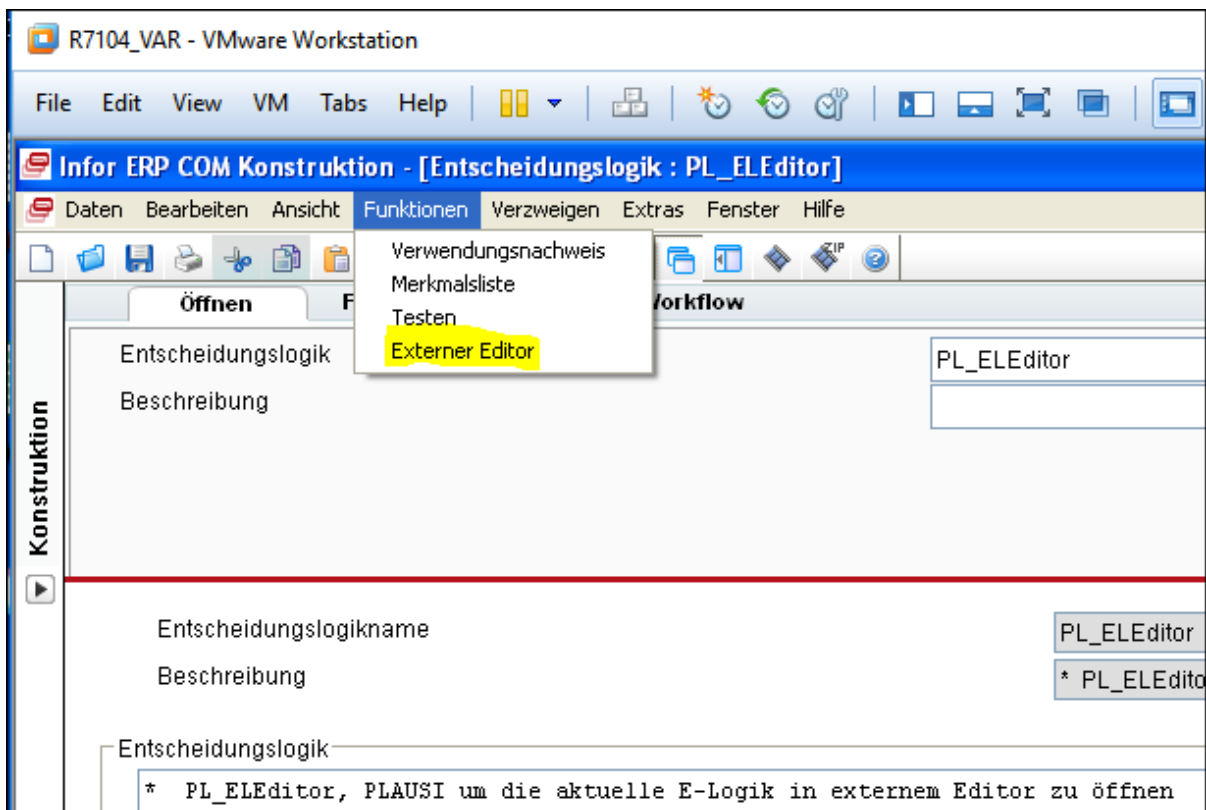 R7104_VAR - VMware Workstation
File Edit View VM Tabs Help
Infor ERP COM Konstruktion - [Entscheidungslogik : PL_ELEditor]
Daten Bearbeiten Ansicht Funktionen Verzweigen Extras Fenster Hilfe
Verwendungsnachweis
Merkmalsliste
Testen
Externer Editor
ZIP
Öffnen F Workflow
Entscheidungslogik PL_ELEditor
Beschreibung
Konstruktion
Entscheidungslogikname PL_ELEditor
Beschreibung * PL_ELEdito
Entscheidungslogik
* PL_ELEditor, PLAUSI um die aktuelle E-Logik in externem Editor zu öffnen